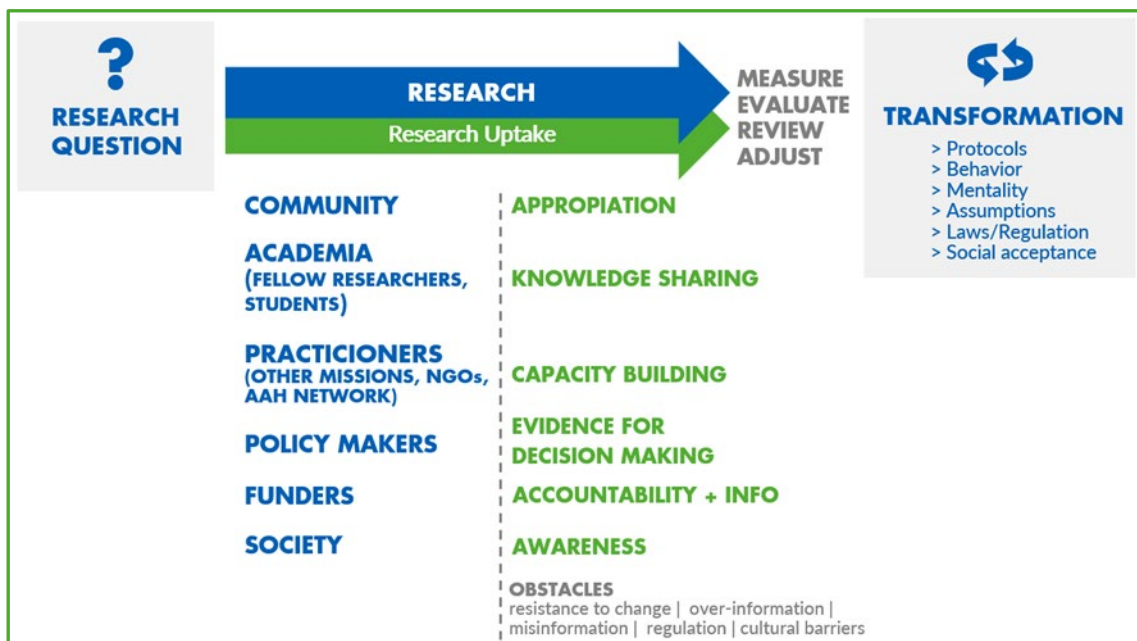 ?
RESEARCH
QUESTION
RESEARCH
Research Uptake
MEASURE
EVALUATE
REVIEW
ADJUST
TRANSFORMATION
> Protocols
> Behavior
> Mentality
> Assumptions
> Laws/Regulation
> Social acceptance
COMMUNITY
APPROPIATION
ACADEMIA
(FELLOW RESEARCHERS,
STUDENTS)
KNOWLEDGE SHARING
PRACTICIONERS
(OTHER MISSIONS, NGOs,
AAH NETWORK)
CAPACITY BUILDING
POLICY MAKERS
EVIDENCE FOR
DECISION MAKING
FUNDERS
ACCOUNTABILITY + INFO
SOCIETY
AWARENESS
OBSTACLES
resistance to change | over-information |
misinformation | regulation | cultural barriers